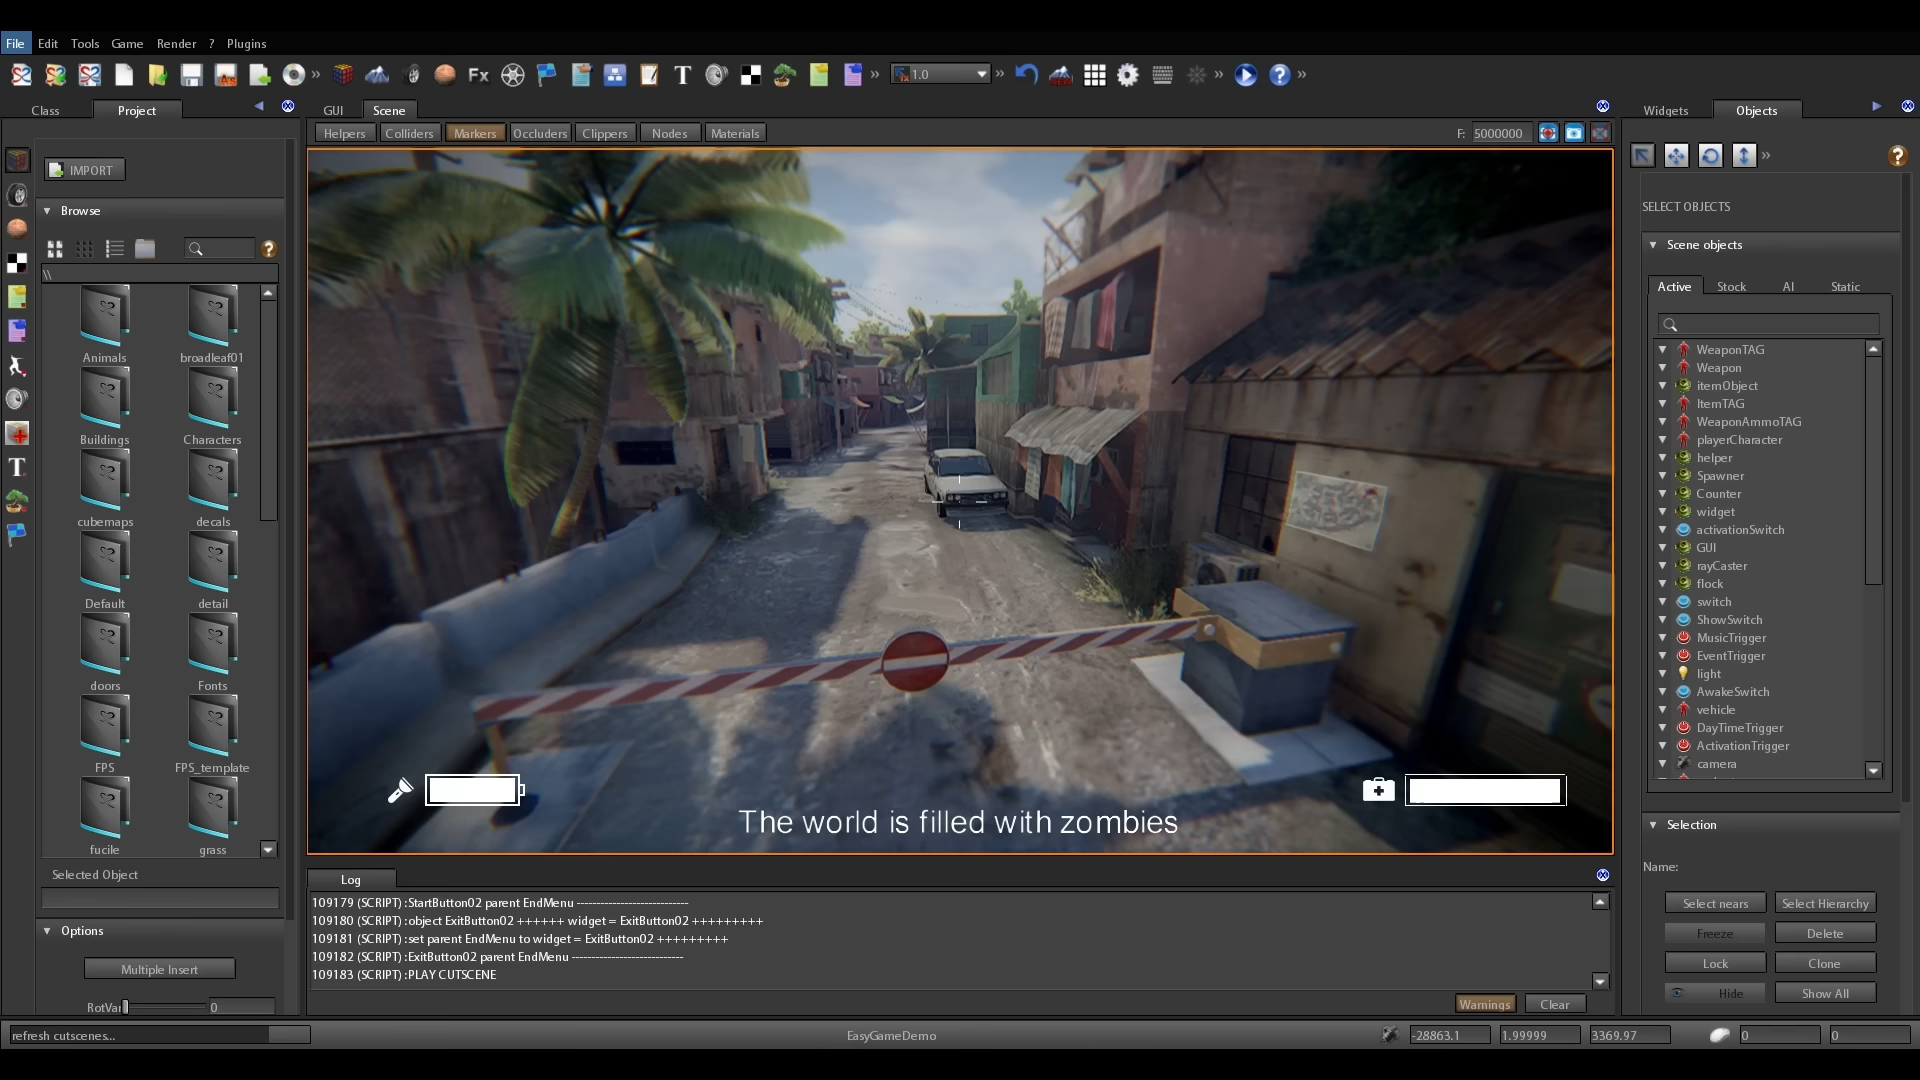 File Edit Tools Game Render ? Plugins
Fx T 1.0
Class Project
GUI Scene
Widgets Objects
Helpers Colliders Markers Occluders Clippers Nodes Materials F: 5000000
IMPORT
Browse
\\
Animals broadleaf01
Buildings Characters
cubemaps decals
Default detail
doors Fonts
FPS FPS_template
fucile grass
Selected Object
Options
Multiple Insert
RotVar 0
The world is filled with zombies
Log
109179 (SCRIPT) :StartButton02 parent EndMenu ----------------------------
109180 (SCRIPT) :object ExitButton02 ++++++ widget = ExitButton02 +++++++++
109181 (SCRIPT) :set parent EndMenu to widget = ExitButton02 +++++++++
109182 (SCRIPT) :ExitButton02 parent EndMenu ----------------------------
109183 (SCRIPT) :PLAY CUTSCENE
Warnings Clear
SELECT OBJECTS
Scene objects
Active Stock AI Static
WeaponTAG
Weapon
itemObject
ItemTAG
WeaponAmmoTAG
playerCharacter
helper
Spawner
Counter
widget
activationSwitch
GUI
rayCaster
flock
switch
ShowSwitch
MusicTrigger
EventTrigger
light
AwakeSwitch
vehicle
DayTimeTrigger
ActivationTrigger
camera
Selection
Name:
Select nears Select Hierarchy
Freeze Delete
Lock Clone
Hide Show All
refresh cutscenes... EasyGameDemo -28863.1 1.99999 3369.97 0 0